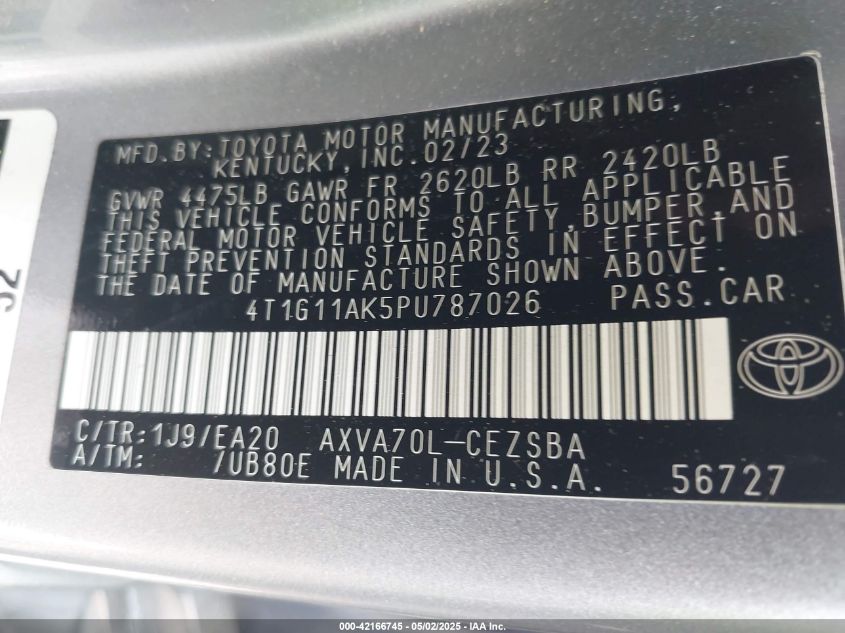 MFD.BY:TOYOTA MOTOR MANUFACTURING,
KENTUCKY,INC.02/23
GVWR 4475LB GAWR FR 2620LB RR 2420LB
THIS VEHICLE CONFORMS TO ALL APPLICABLE
FEDERAL MOTOR VEHICLE SAFETY,BUMPER,AND
THEFT PREVENTION STANDARDS IN EFFECT ON
THE DATE OF MANUFACTURE SHOWN ABOVE.
4T1G11AK5PU787026 PASS.CAR
C/TR:1J9/EA20 AXVA70L-CEZSBA
A/TM: /UB80E MADE IN U.S.A. 56727
000-42166745 - 05/02/2025 - IAA Inc.